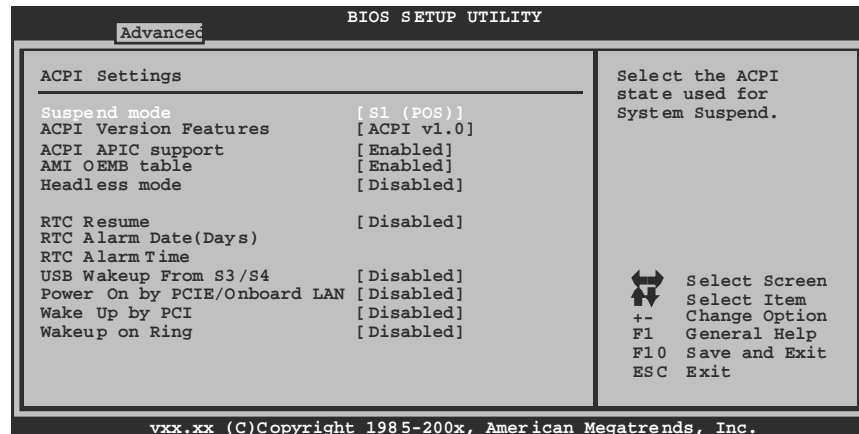 BIOS SETUP UTILITY
Advanced
ACPI Settings
Suspend mode [S1 (POS)]
ACPI Version Features [ACPI v1.0]
ACPI APIC support [Enabled]
AMI OEMB table [Enabled]
Headless mode [Disabled]
RTC Resume [Disabled]
RTC Alarm Date(Days)
RTC Alarm Time
USB Wakeup From S3/S4 [Disabled]
Power On by PCIE/Onboard LAN [Disabled]
Wake Up by PCI [Disabled]
Wakeup on Ring [Disabled]
Select the ACPI
state used for
System Suspend.
Select Screen
Select Item
+- Change Option
F1 General Help
F10 Save and Exit
ESC Exit
vxx.xx (C)Copyright 1985-200x, American Megatrends, Inc.